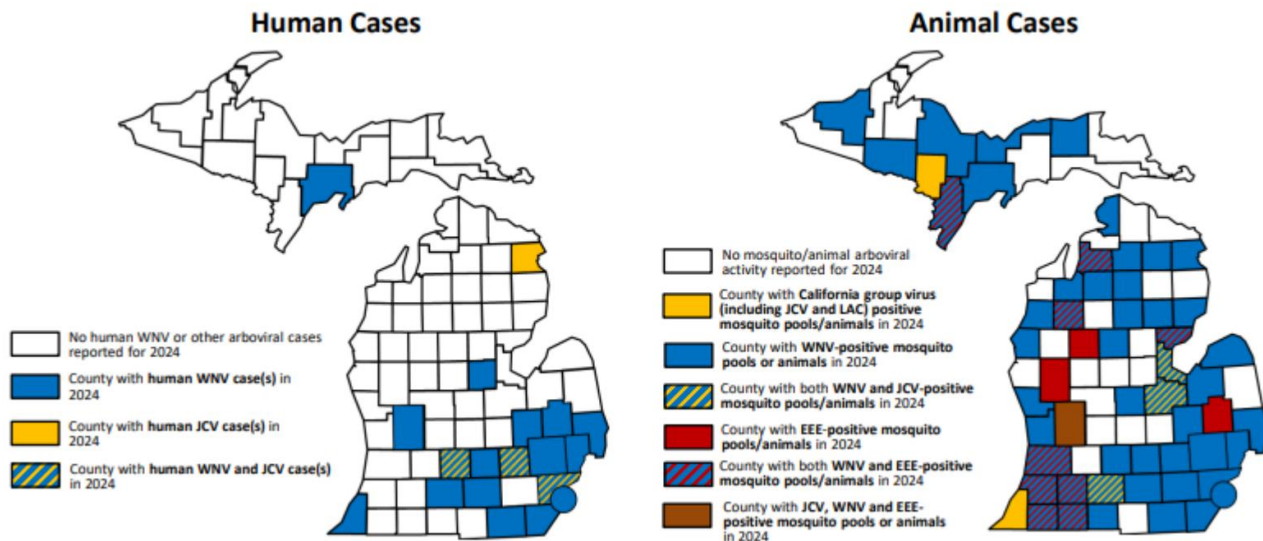 Human Cases
No human WNV or other arboviral cases
reported for 2024
County with human WNV case(s) in
2024
County with human JCV case(s) in
2024
County with human WNV and JCV case(s)
in 2024
Animal Cases
No mosquito/animal arboviral
activity reported for 2024
County with California group virus
(including JCV and LAC) positive
mosquito pools/animals in 2024
County with WNV-positive mosquito
pools or animals in 2024
County with both WNV and JCV-positive
mosquito pools/animals in 2024
County with EEE-positive mosquito
pools/animals in 2024
County with both WNV and EEE-positive
mosquito pools/animals in 2024
County with JCV, WNV and EEE-
positive mosquito pools or animals
in 2024